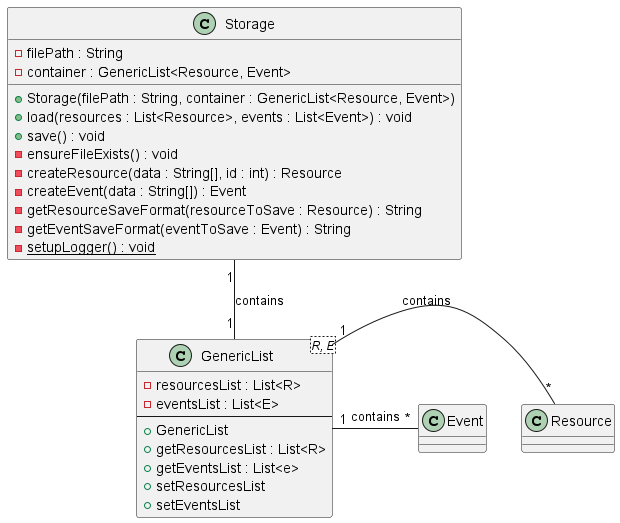 C Storage
filePath : String
container : GenericList<Resource, Event>
Storage(filePath : String, container : GenericList<Resource, Event>)
load(resources : List<Resource>, events : List<Event>) : void
save() : void
ensureFileExists() : void
createResource(data : String[], id : int) : Resource
createEvent(data : String[]) : Event
getResourceSaveFormat(resourceToSave : Resource) : String
getEventSaveFormat(eventToSave : Event) : String
setupLogger() : void
1
contains
1
contains
1
R, E
C GenericList
resourcesList : List<R>
eventsList : List<E>
GenericList
getResourcesList : List<R>
getEventsList : List<e>
setResourcesList
setEventsList
1 contains *
*
C Event
C Resource